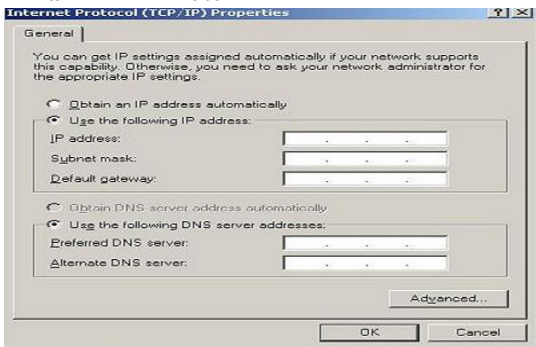 Internet Protocol (TCP/IP) Properties
General
You can get IP settings assigned automatically if your network supports
this capability. Otherwise, you need to ask your network administrator for
the appropriate IP settings.
Obtain an IP address automatically
Use the following IP address:
IP address:
Subnet mask:
Default gateway:
Obtain DNS server address automatically
Use the following DNS server addresses:
Preferred DNS server:
Alternate DNS server:
Advanced...
OK
Cancel